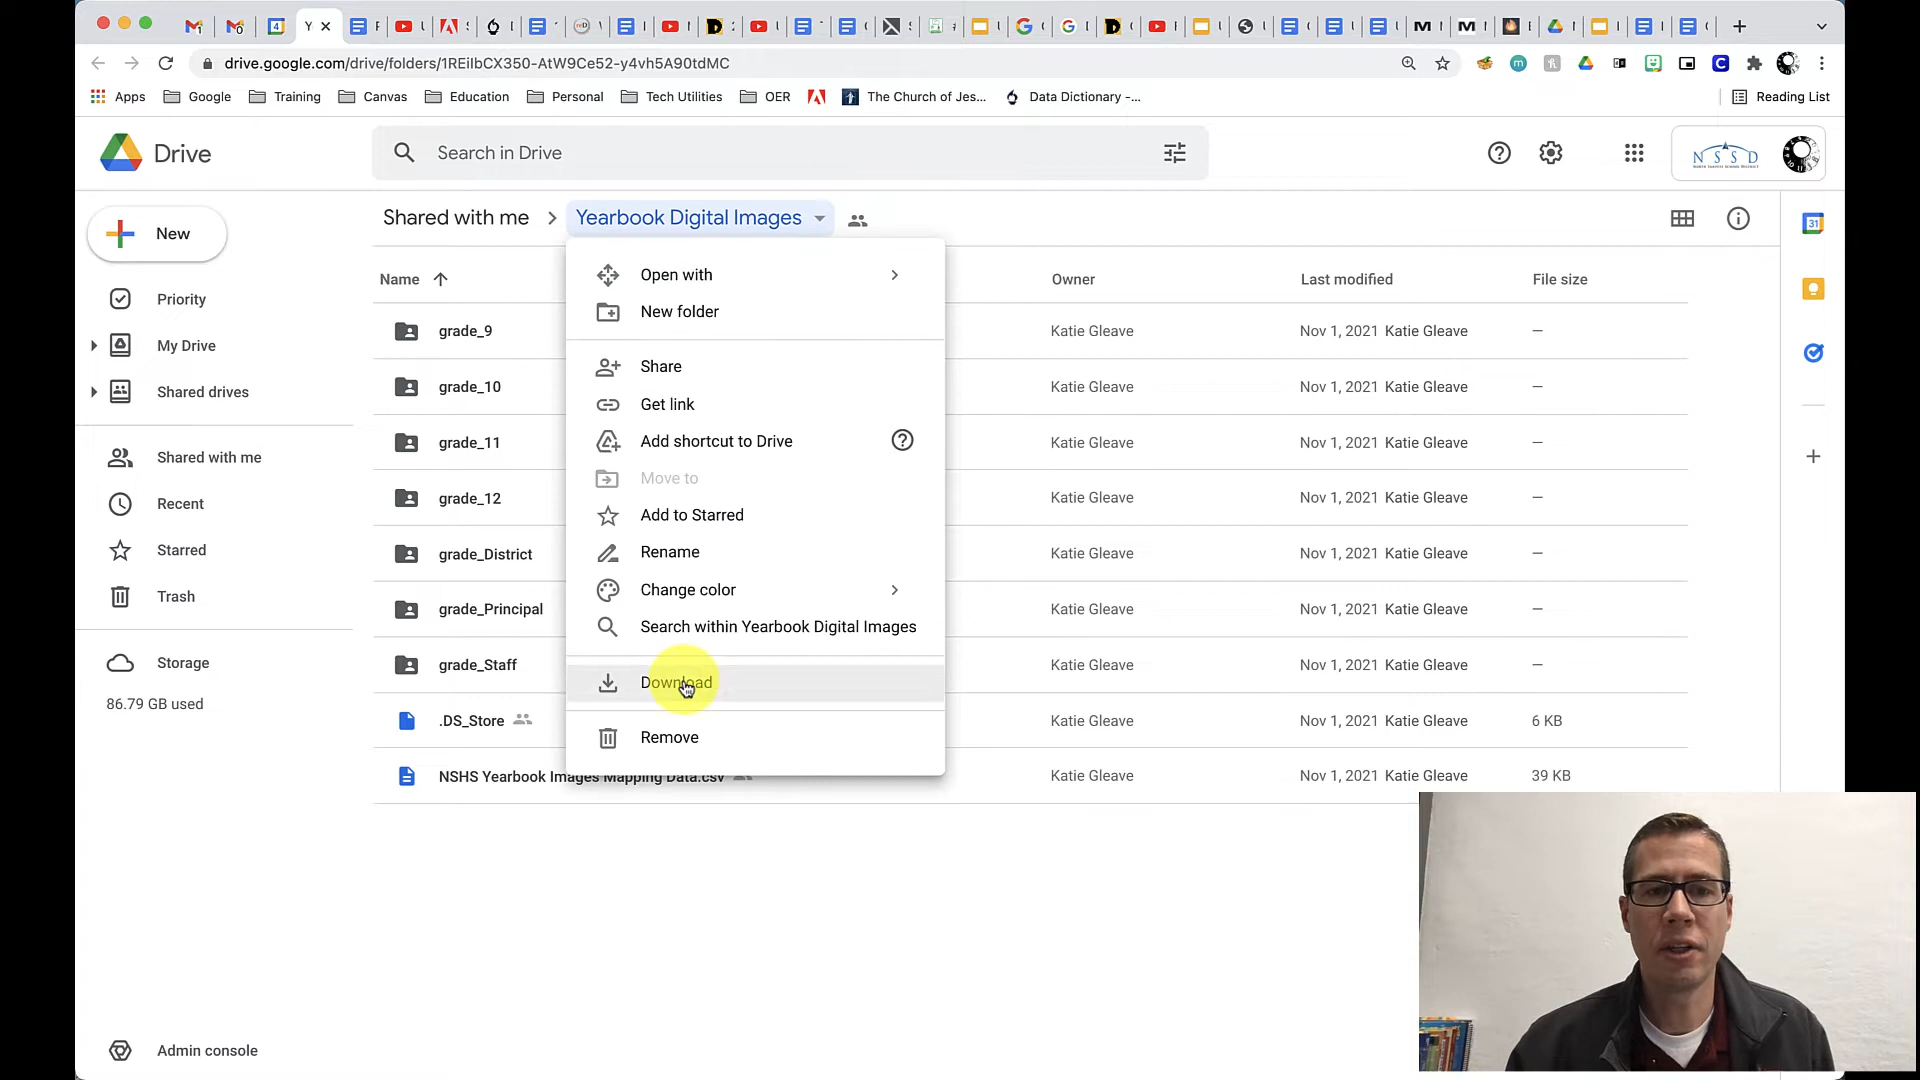 drive.google.com/drive/folders/1REiIbCX350-AtW9Ce52-y4vh5A90tdMC
Apps Google Training Canvas Education Personal Tech Utilities OER The Church of Jes... Data Dictionary -... Reading List
Drive Search in Drive NSSD
New
Shared with me > Yearbook Digital Images
Priority
My Drive
Shared drives
Shared with me
Recent
Starred
Trash
Storage
86.79 GB used
Admin console
Name Owner Last modified File size
grade_9 Katie Gleave Nov 1, 2021 Katie Gleave —
grade_10 Katie Gleave Nov 1, 2021 Katie Gleave —
grade_11 Katie Gleave Nov 1, 2021 Katie Gleave —
grade_12 Katie Gleave Nov 1, 2021 Katie Gleave —
grade_District Katie Gleave Nov 1, 2021 Katie Gleave —
grade_Principal Katie Gleave Nov 1, 2021 Katie Gleave —
grade_Staff Katie Gleave Nov 1, 2021 Katie Gleave —
.DS_Store Katie Gleave Nov 1, 2021 Katie Gleave 6 KB
NSHS Yearbook Images Mapping Data.csv Katie Gleave Nov 1, 2021 Katie Gleave 39 KB
Open with
New folder
Share
Get link
Add shortcut to Drive
Move to
Add to Starred
Rename
Change color
Search within Yearbook Digital Images
Download
Remove